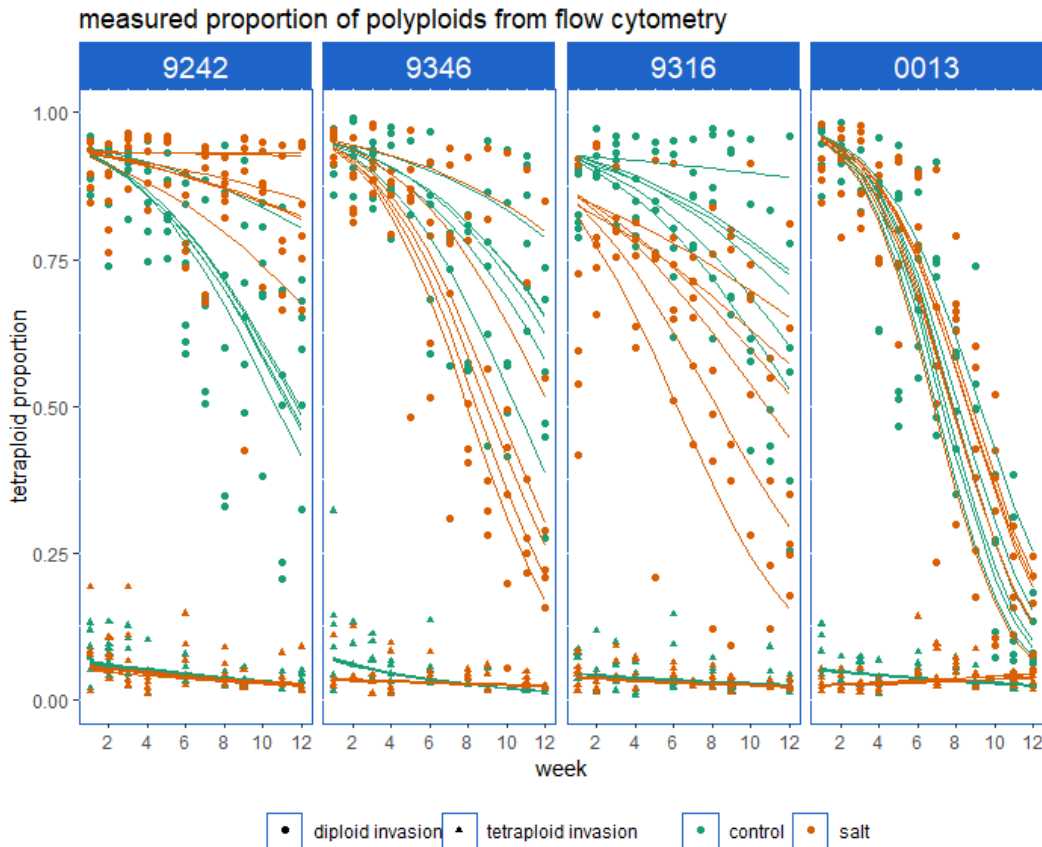 measured proportion of polyploids from flow cytometry
9242 9346 9316 0013
1.00
0.75
0.50
0.25
0.00
tetraploid proportion
2 4 6 8 10 12 2 4 6 8 10 12 2 4 6 8 10 12 2 4 6 8 10 12
week
diploid invasion tetraploid invasion control salt